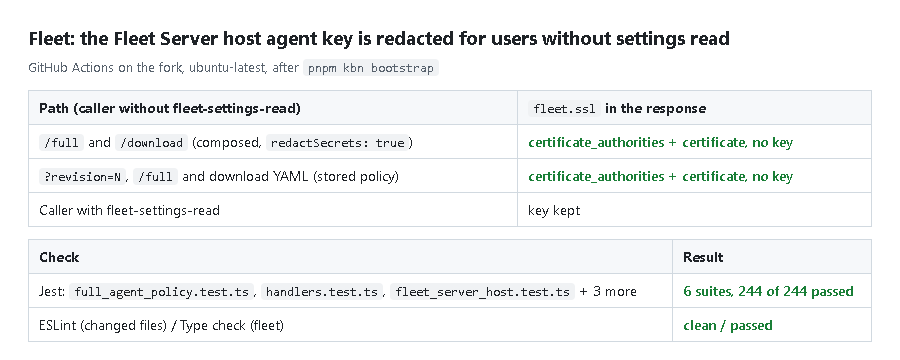 Fleet: the Fleet Server host agent key is redacted for users without settings read
GitHub Actions on the fork, ubuntu-latest, after pnpm kbn bootstrap
Path (caller without fleet-settings-read) fleet.ssl in the response
/full and /download (composed, redactSecrets: true) certificate_authorities + certificate, no key
?revision=N, /full and download YAML (stored policy) certificate_authorities + certificate, no key
Caller with fleet-settings-read key kept
Check Result
Jest: full_agent_policy.test.ts, handlers.test.ts, fleet_server_host.test.ts + 3 more 6 suites, 244 of 244 passed
ESLint (changed files) / Type check (fleet) clean / passed